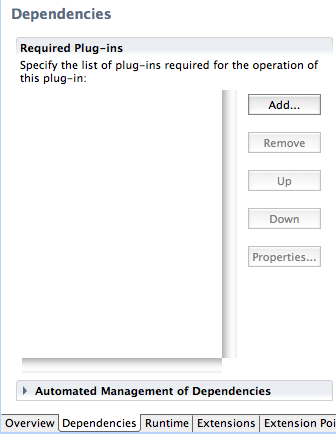 Dependencies
Required Plug-ins
Specify the list of plug-ins required for the operation of
this plug-in:
Add...
Remove
Up
Down
Properties...
Automated Management of Dependencies
Overview Dependencies Runtime Extensions Extension Poi